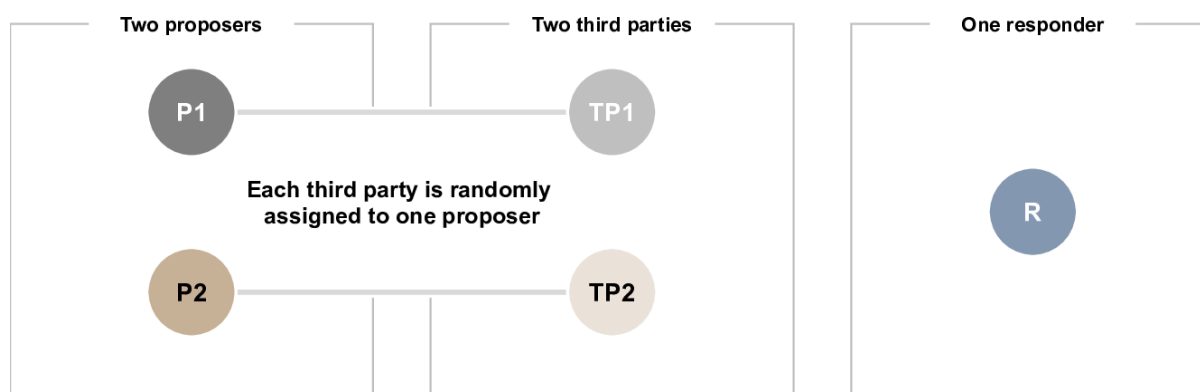 Two proposers
Two third parties
One responder
P1
TP1
Each third party is randomly
assigned to one proposer
R
P2
TP2